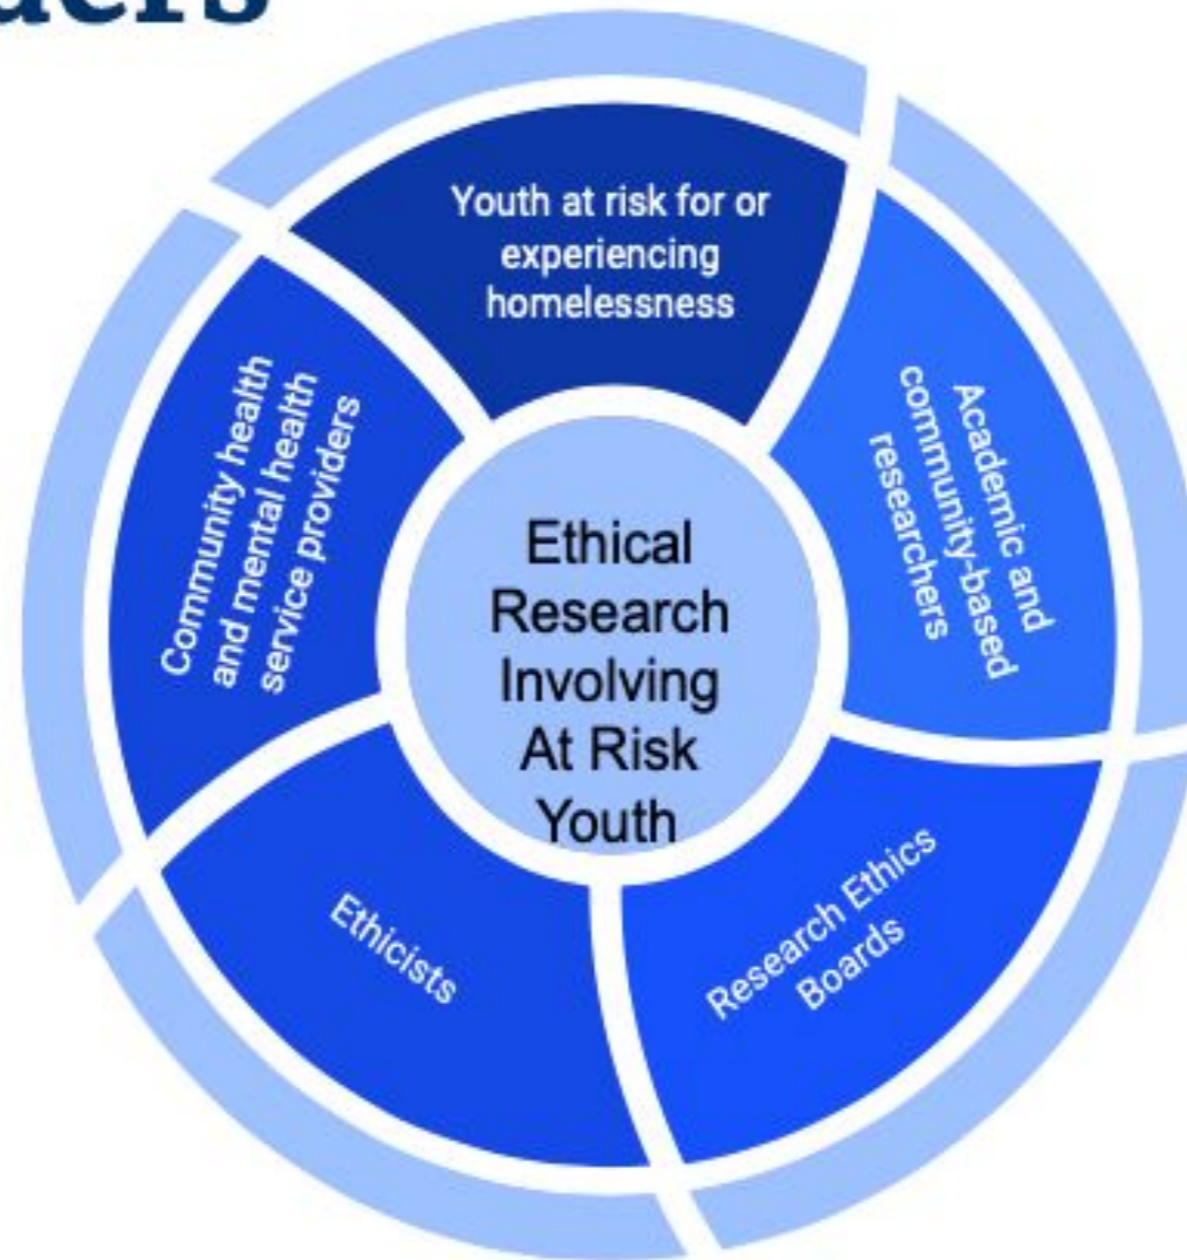 Youth at risk for or
experiencing
homelessness
Academic and
community-based
researchers
Research Ethics
Boards
Ethicists
Community health
and mental health
service providers
Ethical
Research
Involving
At Risk
Youth